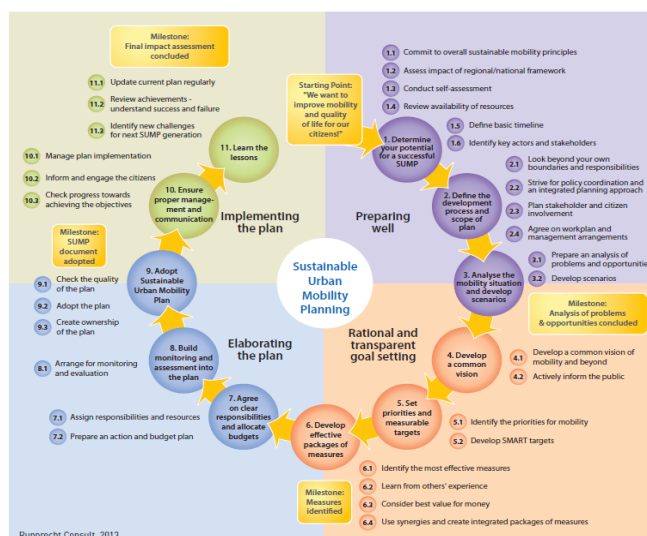 Milestone:
Final impact assessment
concluded
11.1 Update current plan regularly
11.2 Review achievements -
understand success and failure
11.3 Identify new challenges
for next SUMP generation
10.1 Manage plan implementation
10.2 Inform and engage the citizens
10.3 Check progress towards
achieving the objectives
11. Learn the
lessons
10. Ensure
proper manage-
ment and
communication
Implementing
the plan
Starting Point:
"We want to
improve mobility
and quality
of life for our
citizens!"
1.1 Commit to overall sustainable mobility principles
1.2 Assess impact of regional/national framework
1.3 Conduct self-assessment
1.4 Review availability of resources
1.5 Define basic timeline
1.6 Identify key actors and stakeholders
1. Determine
your potential
for a successful
SUMP
2.1 Look beyond your own
boundaries and responsibilities
2.2 Strive for policy coordination and
an integrated planning approach
2.3 Plan stakeholder and citizen
involvement
2.4 Agree on workplan and
management arrangements
2. Define the
development
process and
scope of
plan
Preparing
well
3.1 Prepare an analysis of
problems and opportunities
3.2 Develop scenarios
3. Analyse the
mobility situation
and develop
scenarios
Milestone:
Analysis of problems
& opportunities concluded
Sustainable
Urban
Mobility
Planning
Rational and
transparent
goal setting
4. Develop
a common
vision
4.1 Develop a common vision of
mobility and beyond
4.2 Actively inform the public
5. Set
priorities and
measurable
targets
5.1 Identify the priorities for mobility
5.2 Develop SMART targets
6. Develop
effective
packages of
measures
6.1 Identify the most effective measures
6.2 Learn from others' experience
6.3 Consider best value for money
6.4 Use synergies and create integrated packages of measures
Milestone:
Measures
identified
Elaborating
the plan
7. Agree
on clear
responsibilities
and allocate
budgets
7.1 Assign responsibilities and resources
7.2 Prepare an action and budget plan
8. Build
monitoring and
assessment into
the plan
8.1 Arrange for monitoring
and evaluation
9. Adopt
Sustainable
Urban Mobility
Plan
9.1 Check the quality
of the plan
9.2 Adopt the plan
9.3 Create ownership
of the plan
Milestone:
SUMP
document
adopted
Rupprecht Consult, 2013